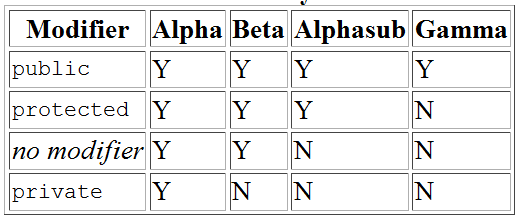 Modifier Alpha Beta Alphasub Gamma
public Y Y Y Y
protected Y Y Y N
no modifier Y Y N N
private Y N N N